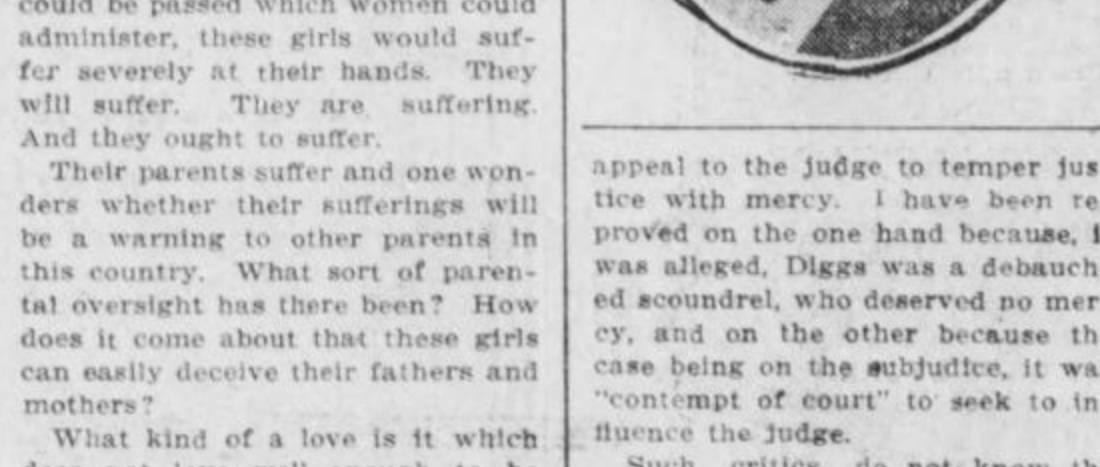 could be passed which women could
administer, these girls would suf-
fer severely at their hands. They
will suffer. They are suffering.
And they ought to suffer.
Their parents suffer and one won-
ders whether their sufferings will
be a warning to other parents in
this country. What sort of paren-
tal oversight has there been? How
does it come about that these girls
can easily deceive their fathers and
mothers?
What kind of a love is it which
appeal to the judge to temper jus
tice with mercy. I have been re
proved on the one hand because, i
was alleged, Diggs was a debauch
ed scoundrel, who deserved no mer
cy, and on the other because th
case being on the subjudice, it wa
"contempt of court" to seek to in
fluence the judge.
Such critics do not know th